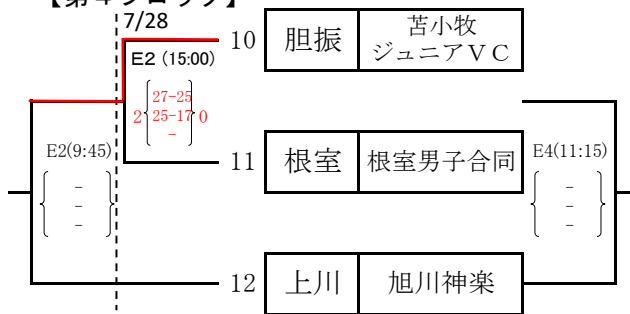 【第４ブロック】
7/28
10 胆振 苫小牧
ジュニアＶＣ
E2 (15:00)
27-25
2 25-17 0
-
E2(9:45)
11 根室 根室男子合同
E4(11:15)
- -
- -
- -
12 上川 旭川神楽